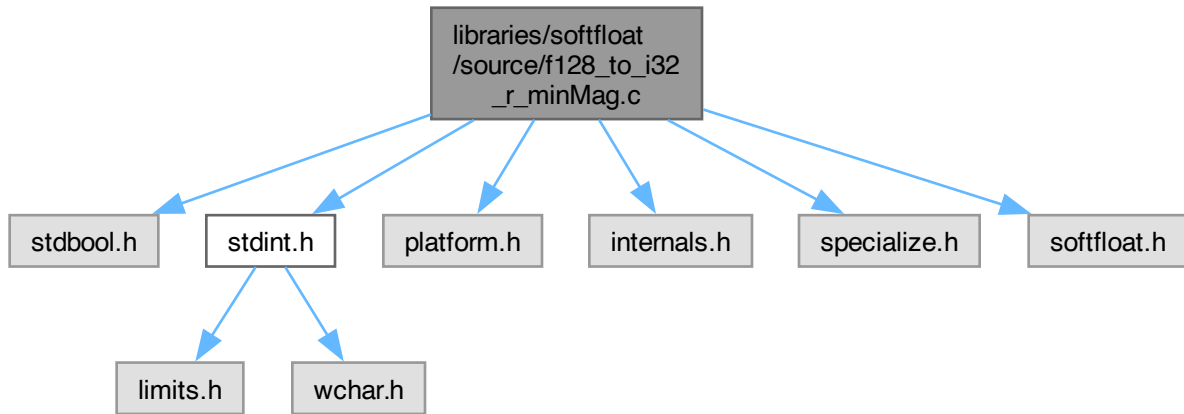 libraries/softfloat
/source/f128_to_i32
_r_minMag.c
stdbool.h
stdint.h
platform.h
internals.h
specialize.h
softfloat.h
limits.h
wchar.h